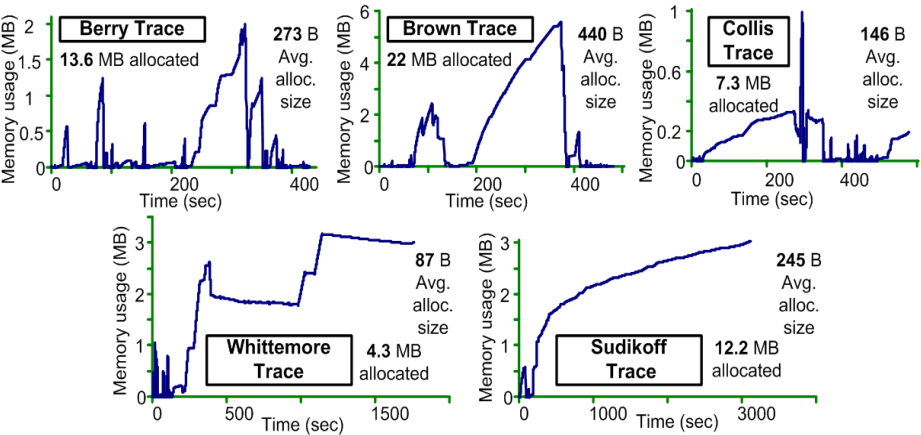 Memory usage (MB)
Berry Trace
13.6 MB allocated
273 B
Avg.
alloc.
size
2
1.5
1
0.5
0
0 200 400
Time (sec)
Memory usage (MB)
Brown Trace
22 MB allocated
440 B
Avg.
alloc.
size
6
4
2
0
0 200 400
Time (sec)
Memory usage (MB)
Collis
Trace
7.3 MB
allocated
146 B
Avg.
alloc.
size
1
0.6
0.2
0
0 200 400
Time (sec)
Memory usage (MB)
Whittemore
Trace
4.3 MB
allocated
87 B
Avg.
alloc.
size
3
2
1
0
0 500 1500
Time (sec)
Memory usage (MB)
Sudikoff
Trace
12.2 MB
allocated
245 B
Avg.
alloc.
size
3
2
1
0
0 1000 3000
Time (sec)